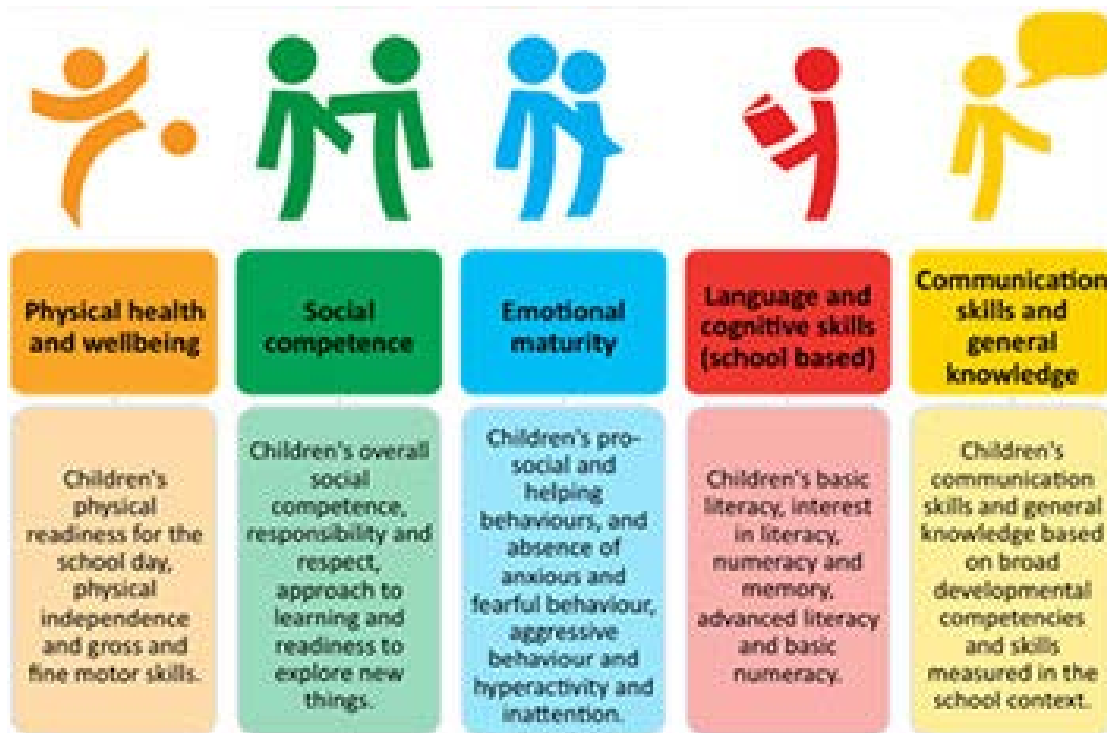 Physical health
and wellbeing
Social
competence
Emotional
maturity
Language and
cognitive skills
(school based)
Communication
skills and
general
knowledge
Children's
physical
readiness for the
school day,
physical
independence
and gross and
fine motor skills.
Children's overall
social
competence,
responsibility and
respect,
approach to
learning and
readiness to
explore new
things.
Children's pro-
social and
helping
behaviours, and
absence of
anxious and
fearful behaviour,
aggressive
behaviour and
hyperactivity and
inattention.
Children's basic
literacy, interest
in literacy,
numeracy and
memory,
advanced literacy
and basic
numeracy.
Children's
communication
skills and general
knowledge based
on broad
developmental
competencies
and skills
measured in the
school context.